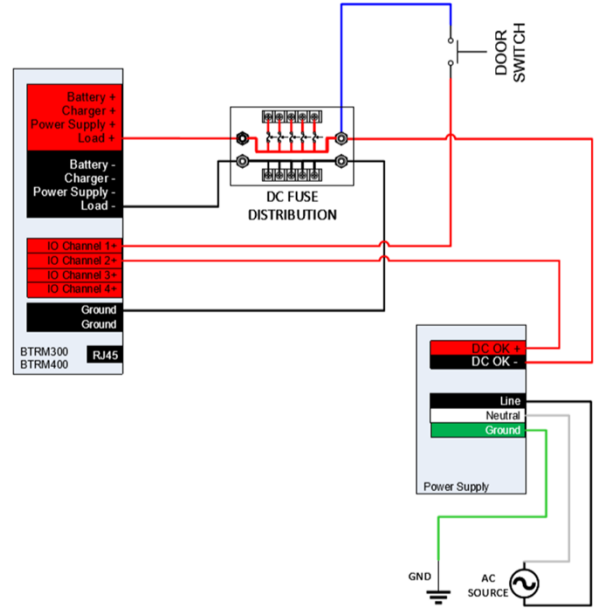 DOOR
SWITCH
Battery +
Charger +
Power Supply +
Load +
Battery -
Charger -
Power Supply -
Load -
DC FUSE
DISTRIBUTION
IO Channel 1+
IO Channel 2+
IO Channel 3+
IO Channel 4+
Ground
Ground
BTRM300
BTRM400
RJ45
DC OK +
DC OK -
Line
Neutral
Ground
Power Supply
GND
AC
SOURCE